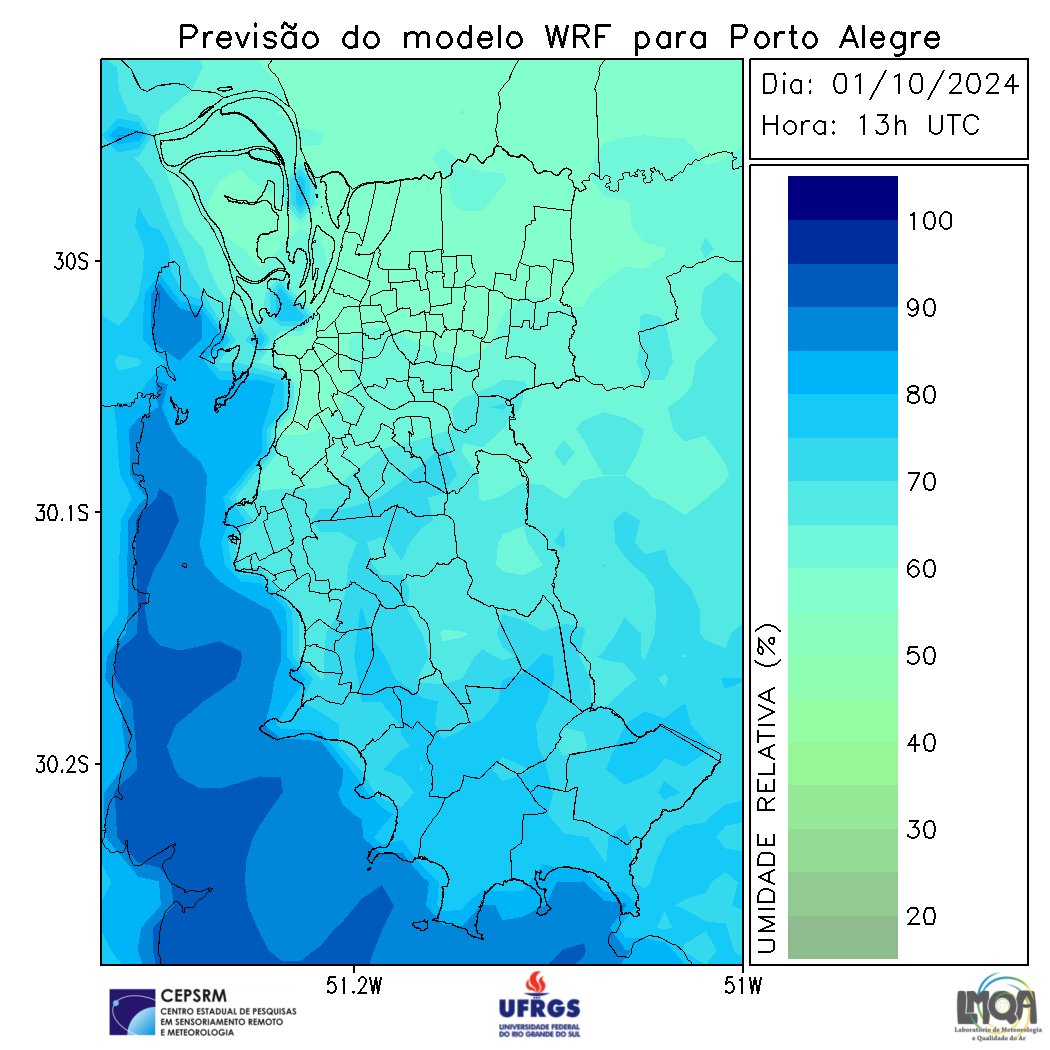 Previsão do modelo WRF para Porto Alegre
Dia: 01/10/2024
Hora: 13h UTC
100
90
80
70
60
50
40
30
20
UMIDADE RELATIVA (%)
30S
30.1S
30.2S
51.2W
51W
CEPSRM
CENTRO ESTADUAL DE PESQUISAS
EM SENSORIAMENTO REMOTO
E METEOROLOGIA
UFRGS
UNIVERSIDADE FEDERAL
DO RIO GRANDE DO SUL
LMQA
Laboratório de Meteorologia
e Qualidade do Ar